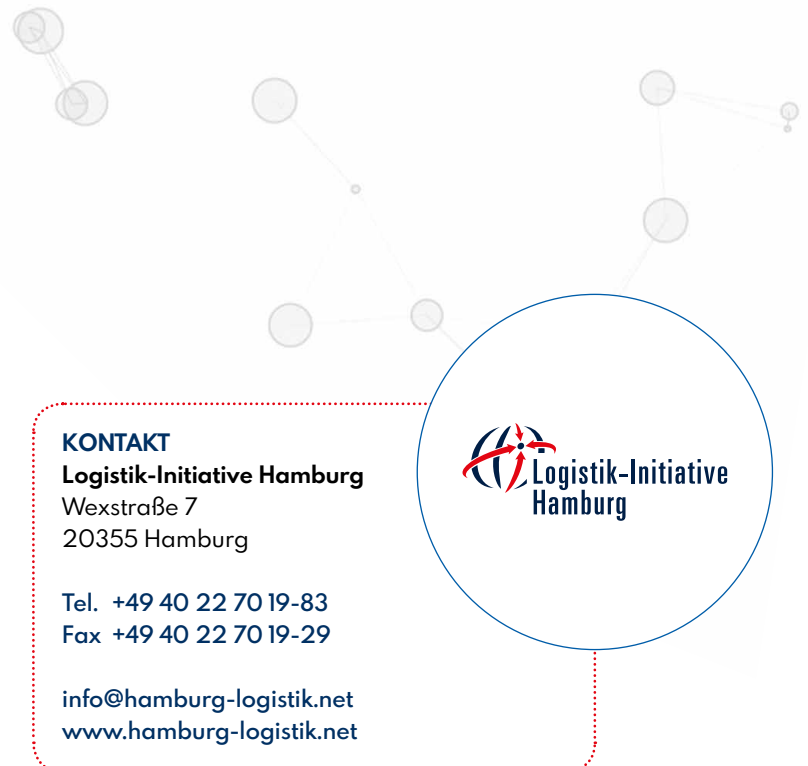 KONTAKT
Logistik-Initiative Hamburg
Wexstraße 7
20355 Hamburg
Tel. +49 40 22 70 19-83
Fax +49 40 22 70 19-29
info@hamburg-logistik.net
www.hamburg-logistik.net
Logistik-Initiative
Hamburg